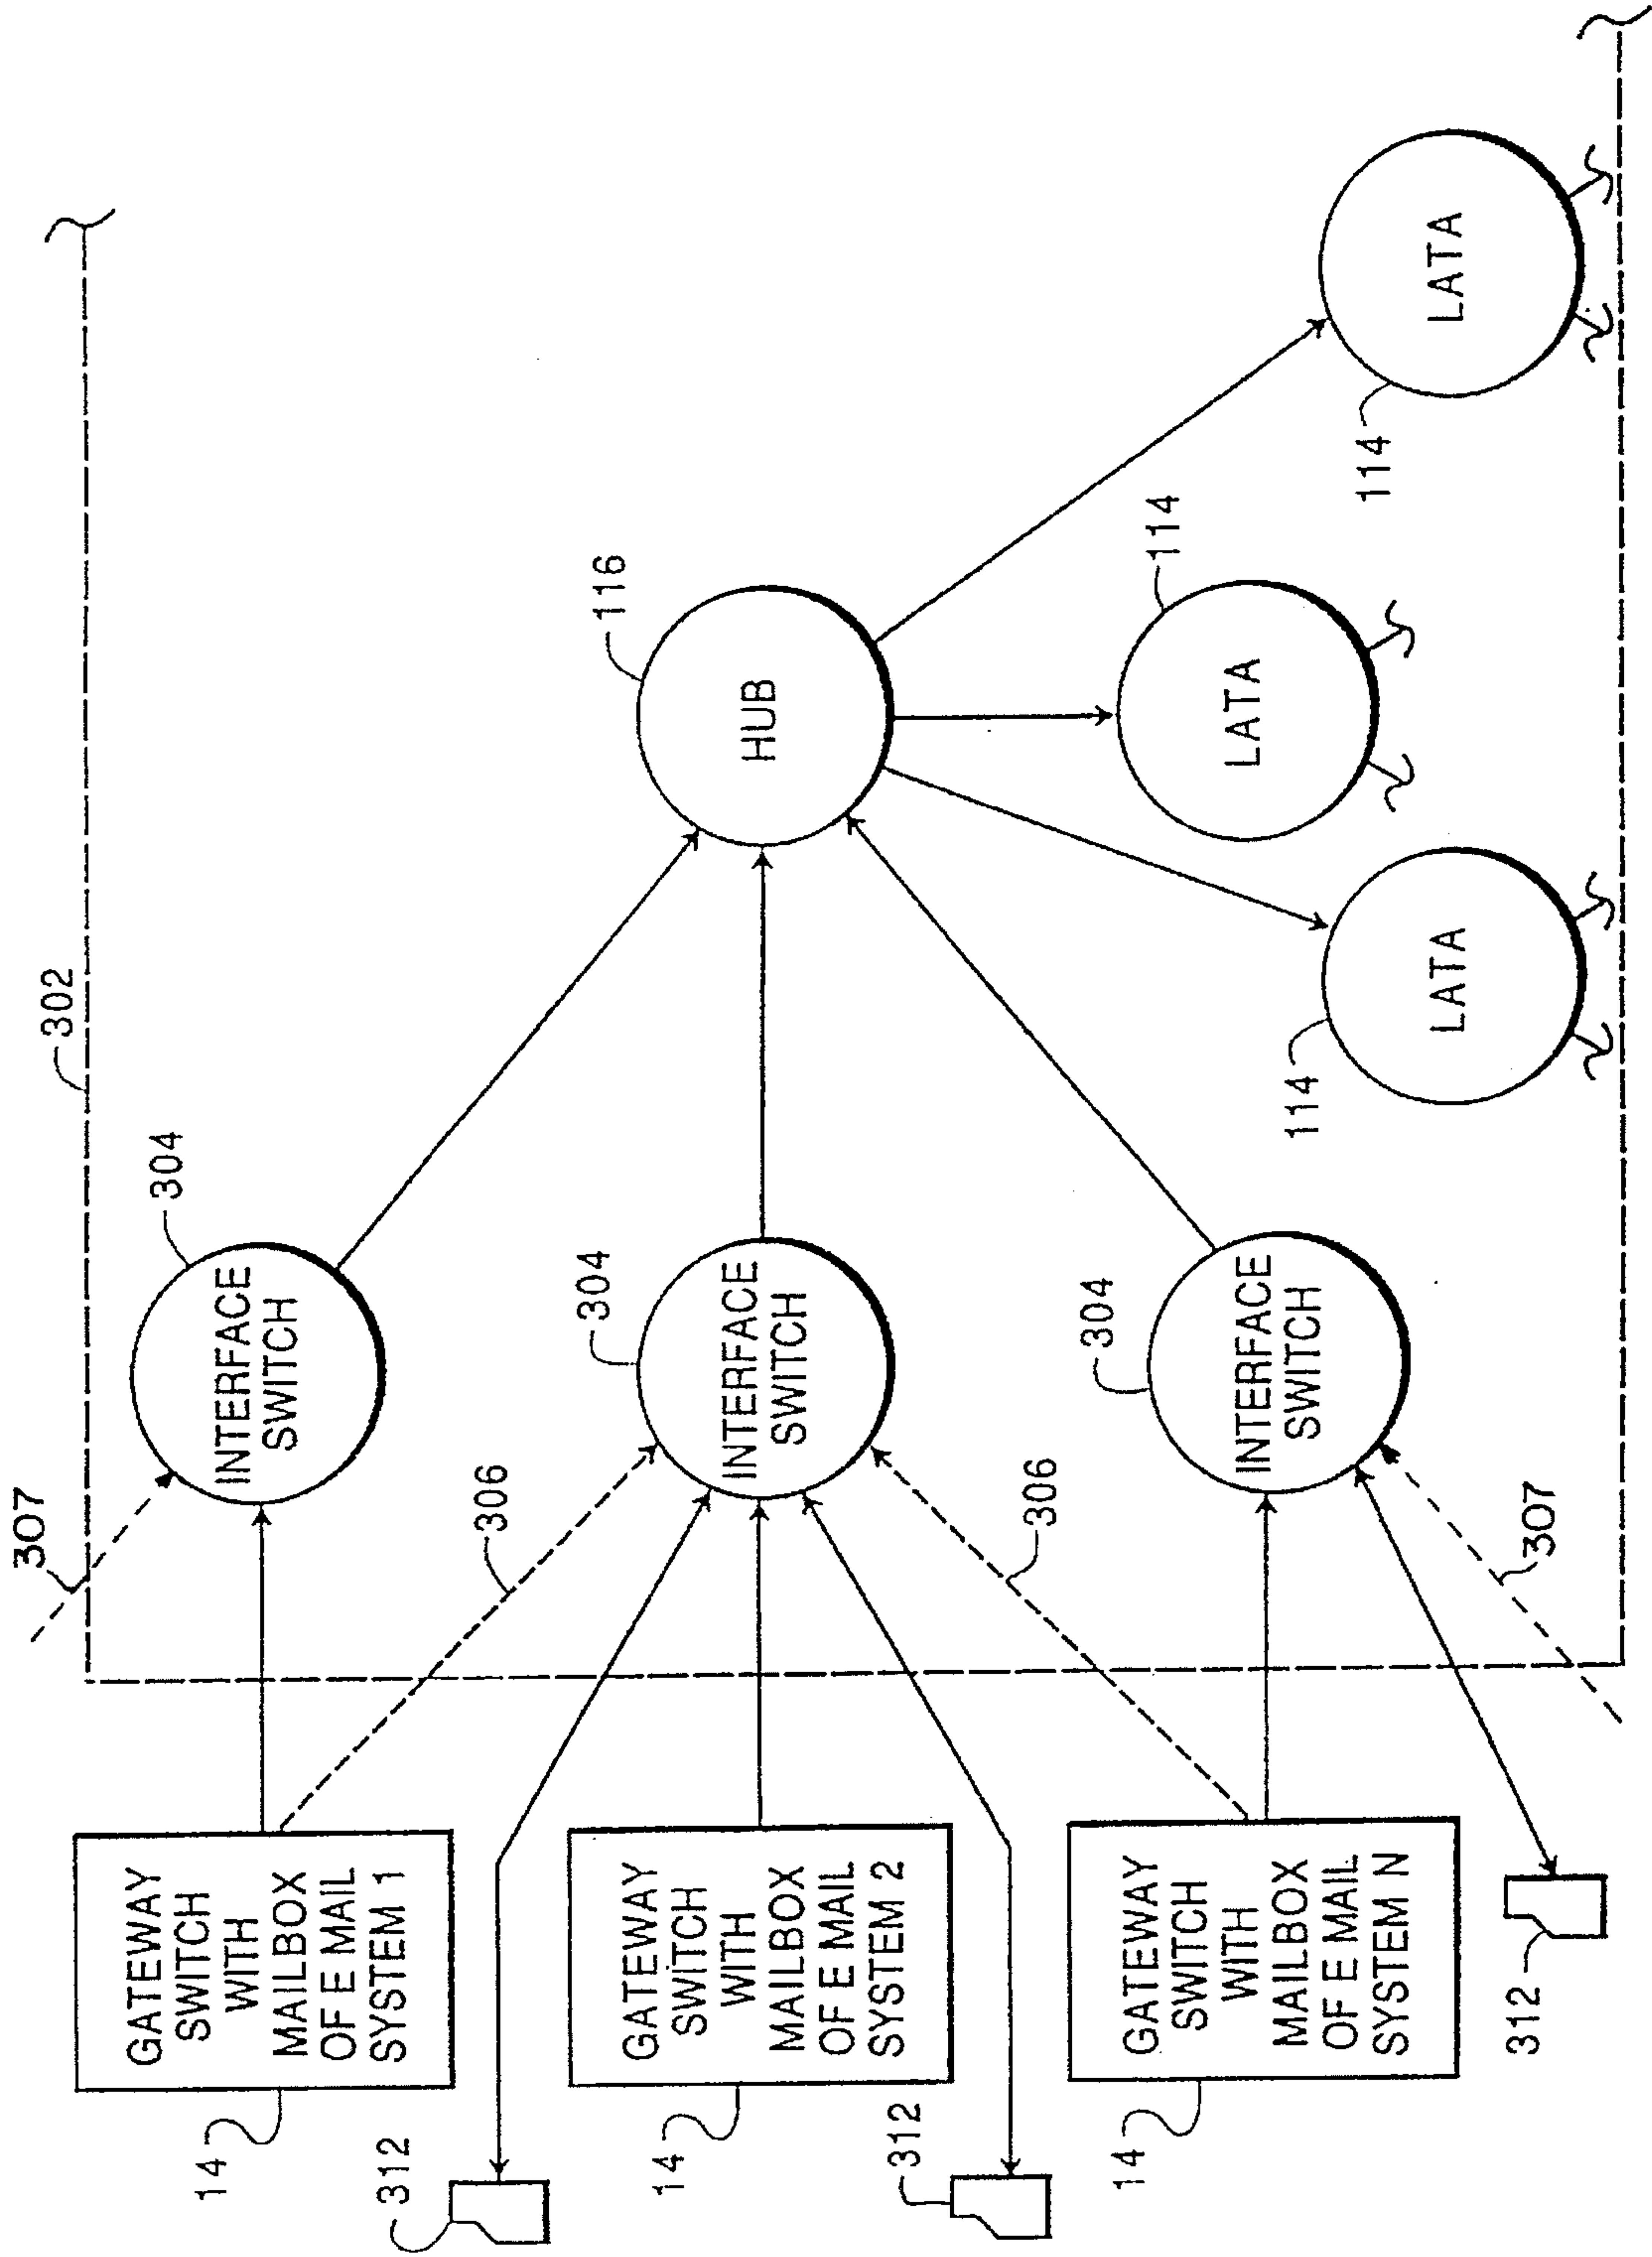 302
307
304
INTERFACE
SWITCH
GATEWAY
SWITCH
WITH
MAILBOX
OF E MAIL
SYSTEM 1
14
312
306
304
INTERFACE
SWITCH
116
HUB
GATEWAY
SWITCH
WITH
MAILBOX
OF E MAIL
SYSTEM 2
14
312
306
304
INTERFACE
SWITCH
GATEWAY
SWITCH
WITH
MAILBOX
OF E MAIL
SYSTEM N
14
312
307
114
LATA
114
LATA
114
LATA